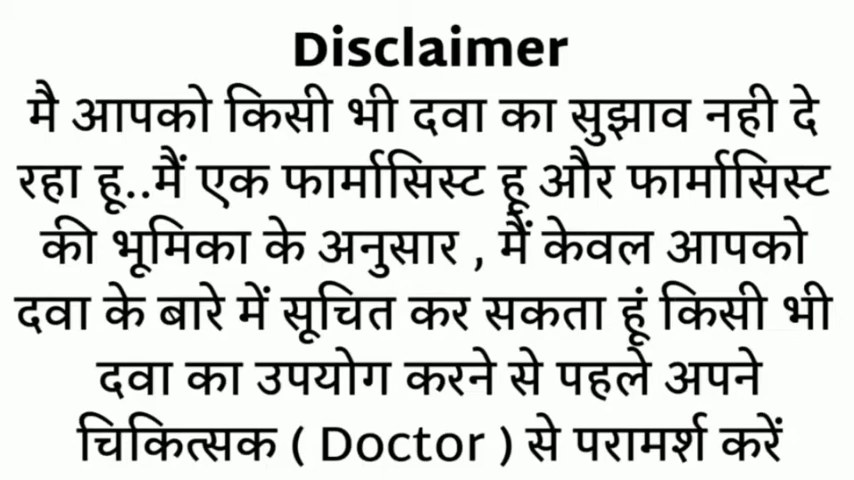 Disclaimer
मै आपको किसी भी दवा का सुझाव नही दे
रहा हू..मैं एक फार्मासिस्ट हू और फार्मासिस्ट
की भूमिका के अनुसार , मैं केवल आपको
दवा के बारे में सूचित कर सकता हूं किसी भी
दवा का उपयोग करने से पहले अपने
चिकित्सक ( Doctor ) से परामर्श करें